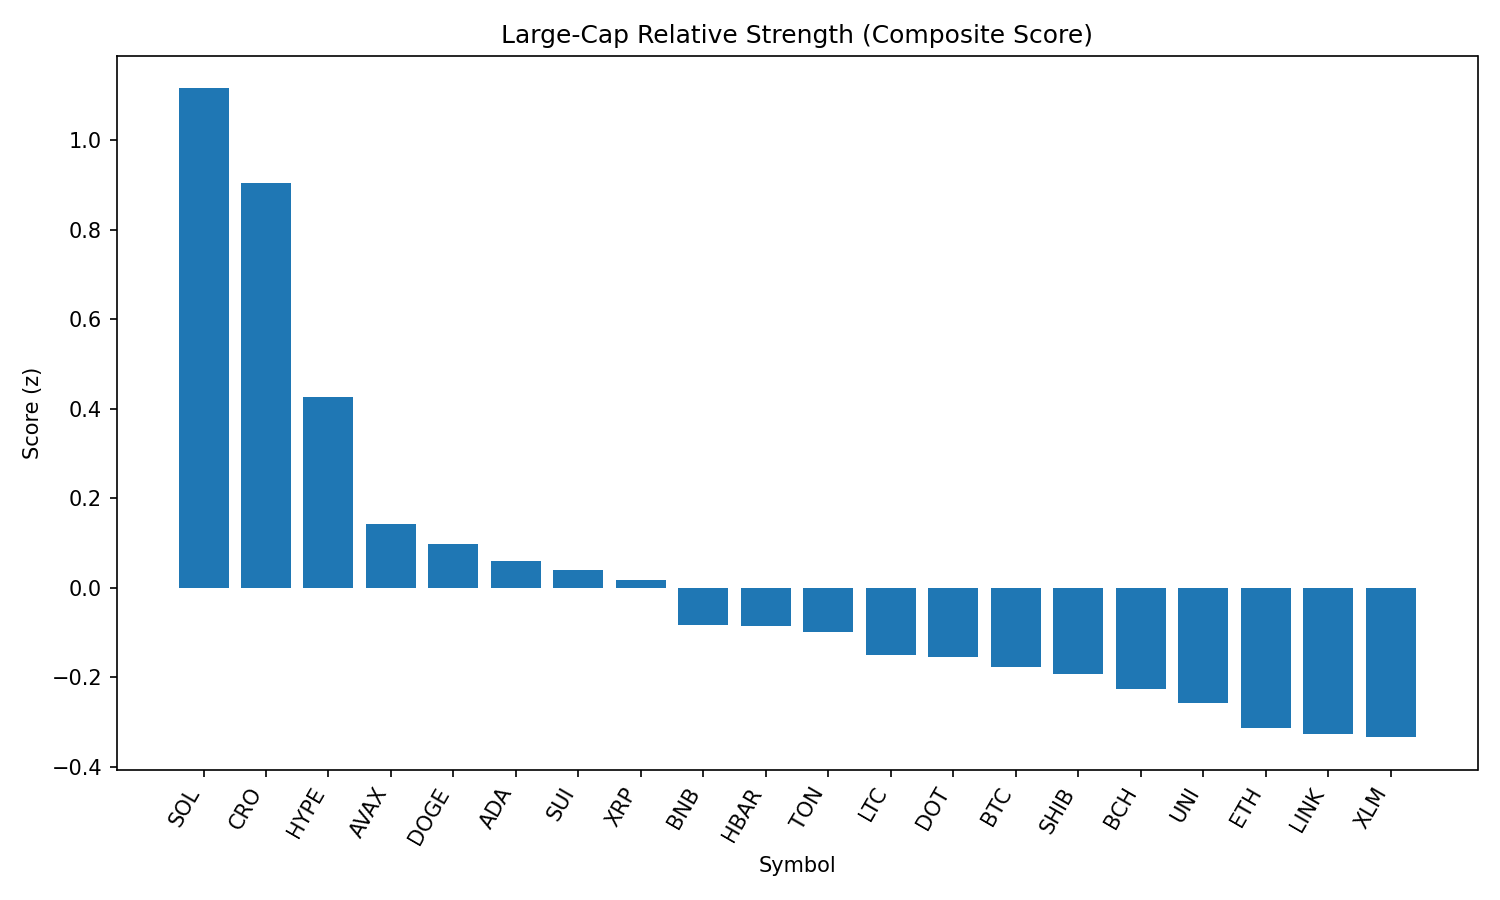 Large-Cap Relative Strength (Composite Score)
1.0
0.8
0.6
0.4
0.2
0.0
−0.2
−0.4
Score (z)
SOL
CRO
HYPE
AVAX
DOGE
ADA
SUI
XRP
BNB
HBAR
TON
LTC
DOT
BTC
SHIB
BCH
UNI
ETH
LINK
XLM
Symbol